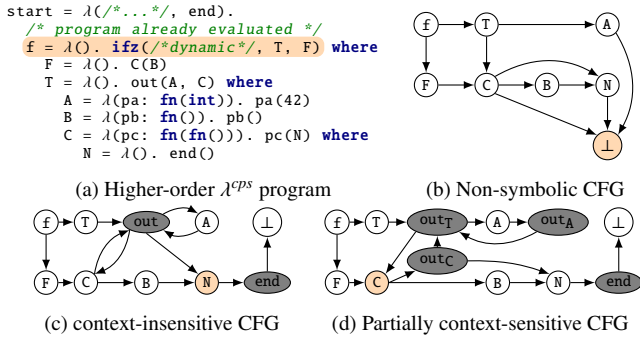 start = λ(/*...*/, end).
/* program already evaluated */
f = λ(). ifz(/*dynamic*/, T, F) where
F = λ(). C(B)
T = λ(). out(A, C) where
A = λ(pa: fn(int)). pa(42)
B = λ(pb: fn()). pb()
C = λ(pc: fn(fn())). pc(N) where
N = λ(). end()
(a) Higher-order λ^cps program
f T A
F C B N
⊥
(b) Non-symbolic CFG
f T out A ⊥
F C B N end
(c) context-insensitive CFG
f T out_T A out_A ⊥
out_C
F C B N end
(d) Partially context-sensitive CFG